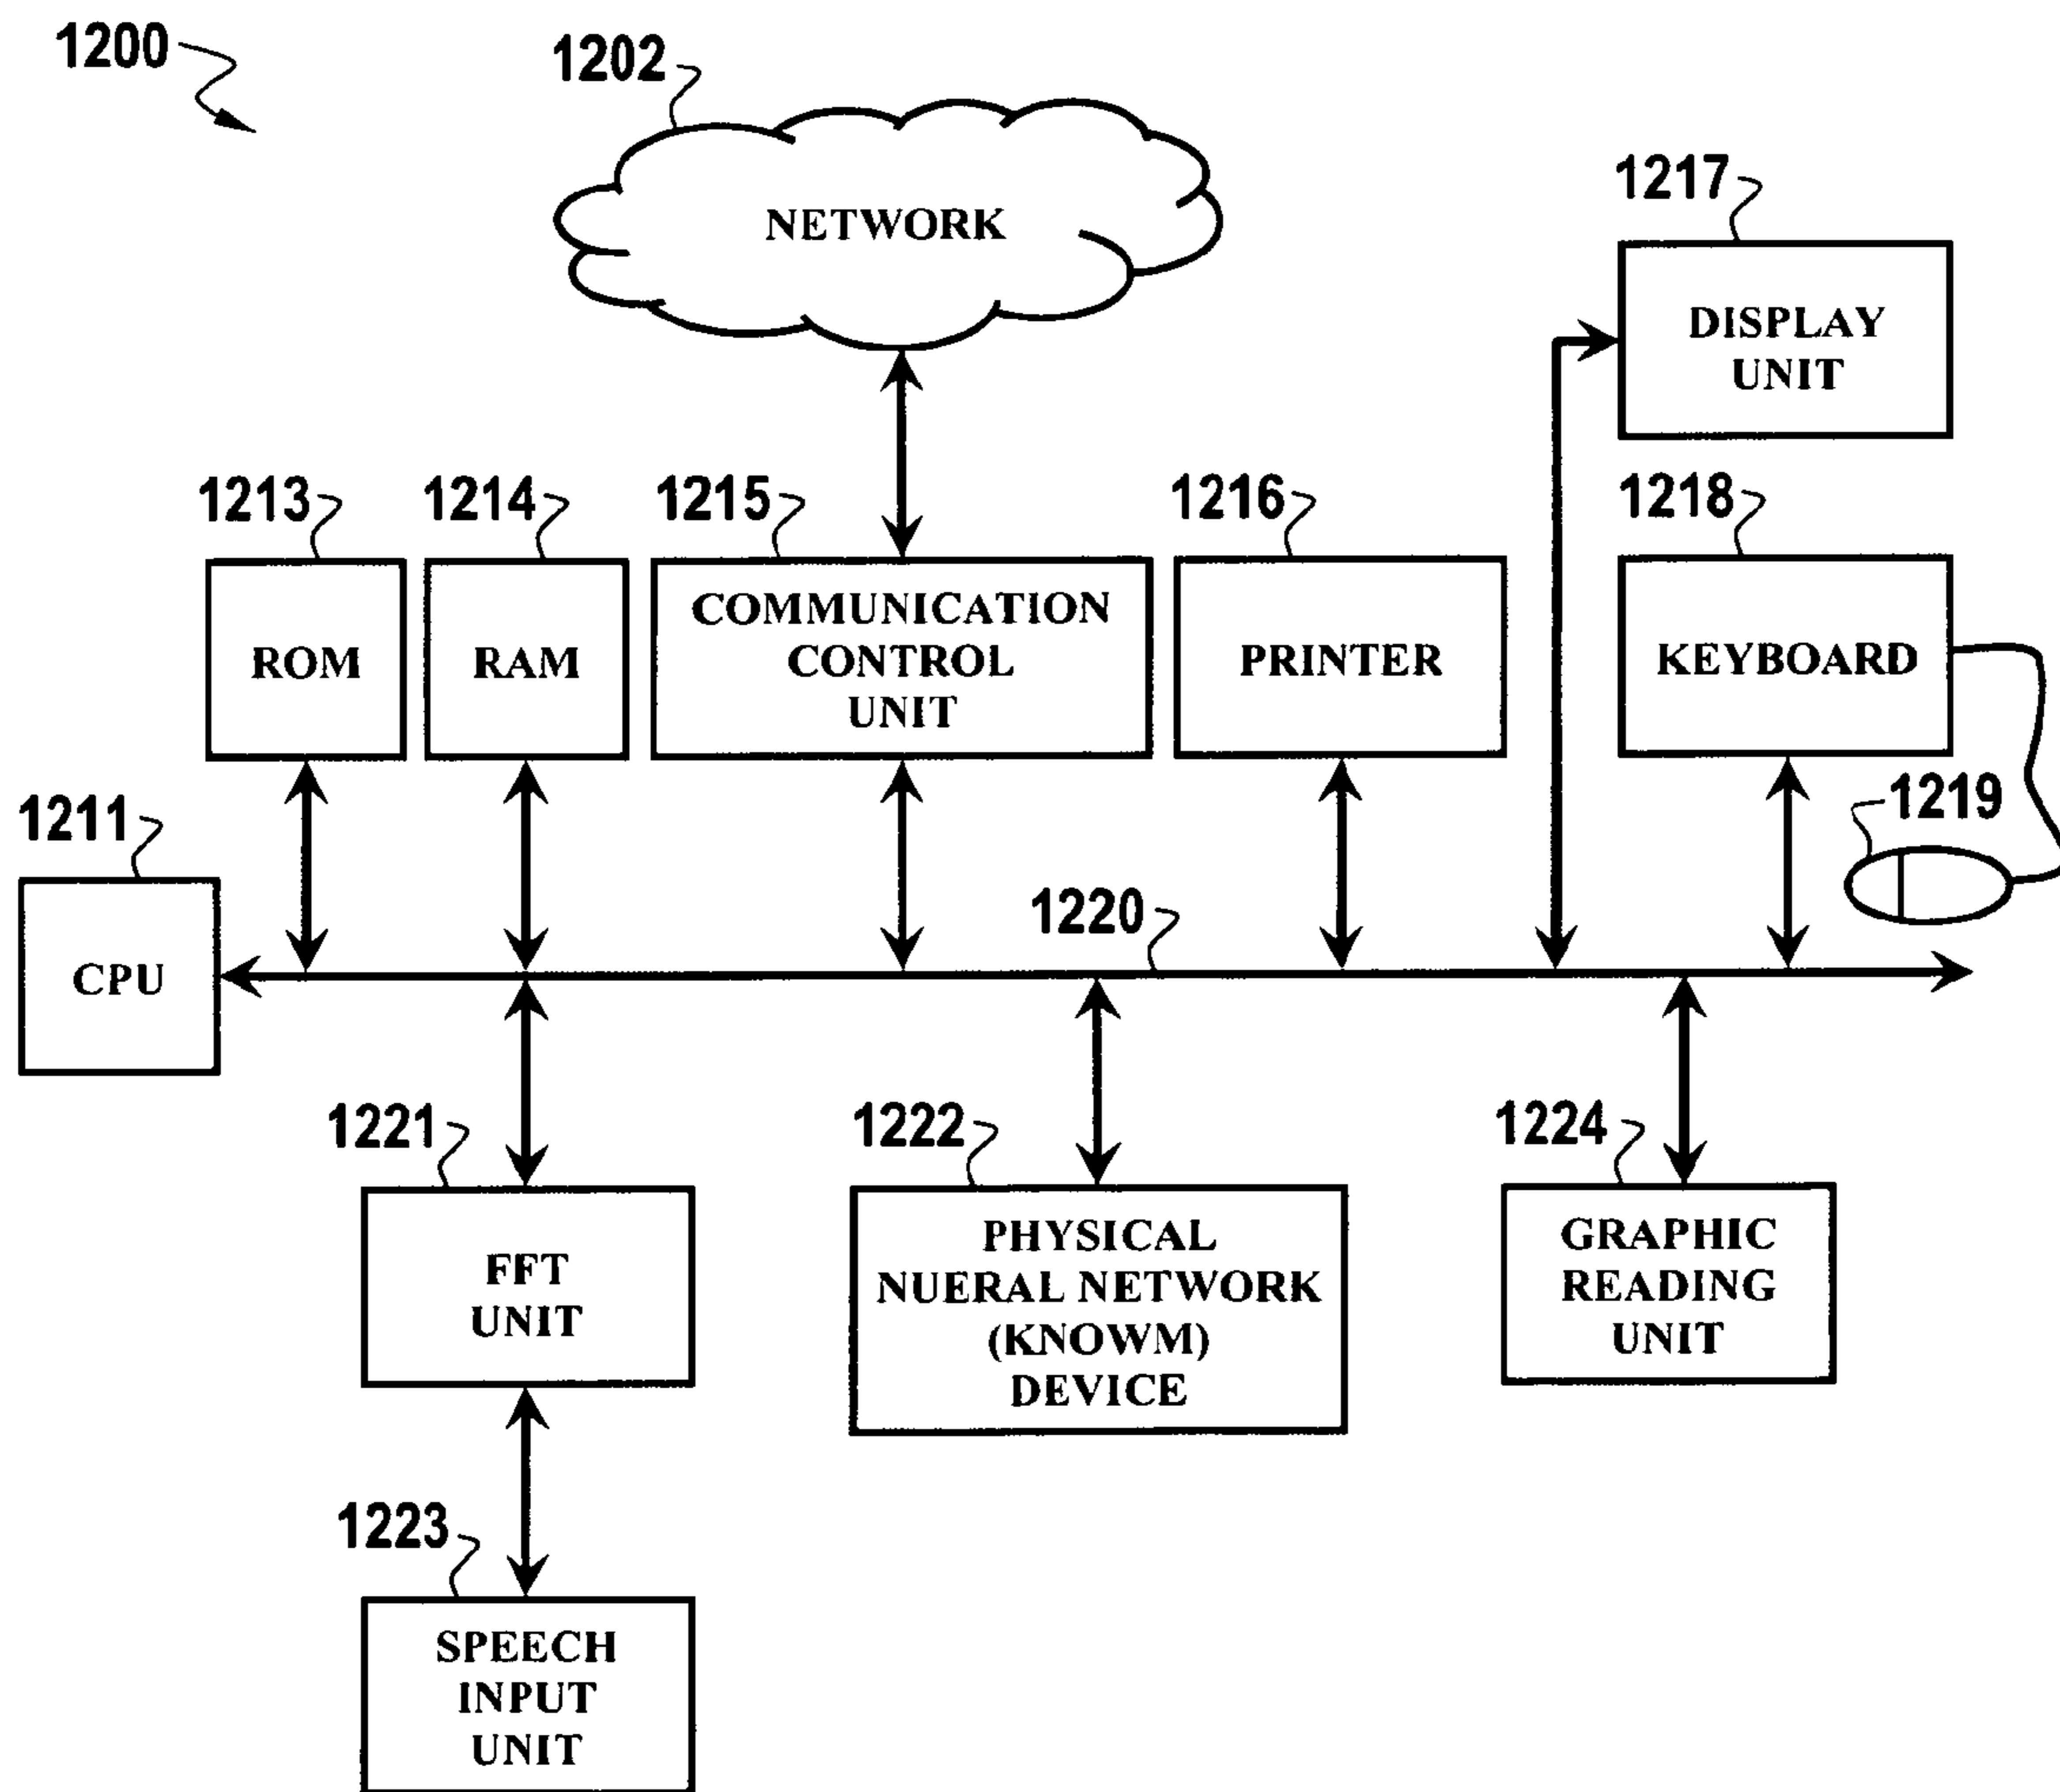 1200
1202
NETWORK
1217
DISPLAY
UNIT
1213
1214
1215
1216
1218
ROM
RAM
COMMUNICATION
CONTROL
UNIT
PRINTER
KEYBOARD
1211
1219
CPU
1220
1221
1222
1224
FFT
UNIT
PHYSICAL
NUERAL NETWORK
(KNOWM)
DEVICE
GRAPHIC
READING
UNIT
1223
SPEECH
INPUT
UNIT